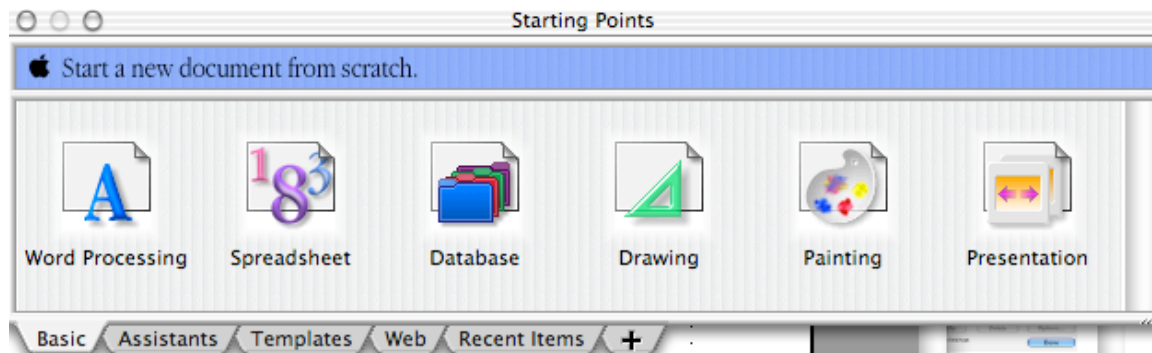 Starting Points
Start a new document from scratch.
183
Word Processing Spreadsheet Database Drawing Painting Presentation
Basic Assistants Templates Web Recent Items +